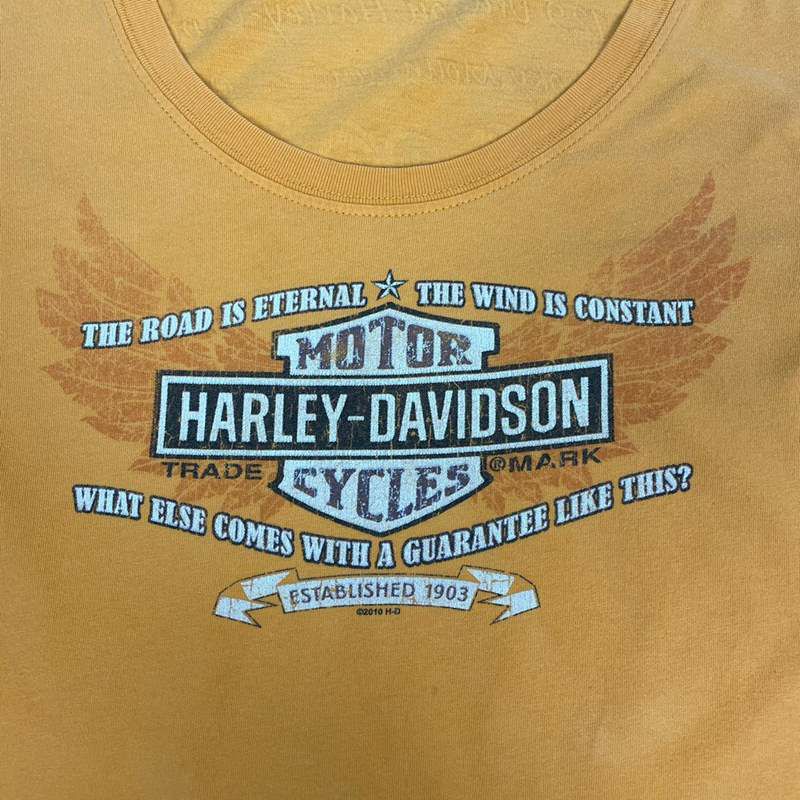 THE ROAD IS ETERNAL ★ THE WIND IS CONSTANT
MOTOR
HARLEY-DAVIDSON
TRADE ®MARK
CYCLES
WHAT ELSE COMES WITH A GUARANTEE LIKE THIS?
ESTABLISHED 1903
©2010 H-D